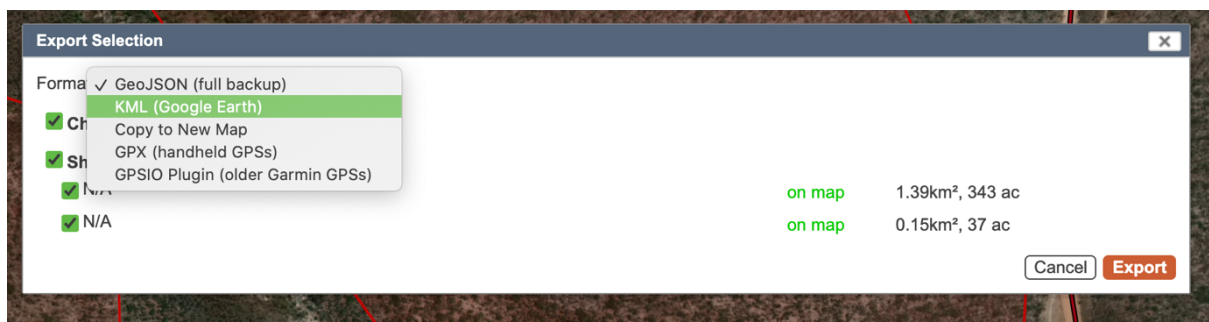 Export Selection
Forma
GeoJSON (full backup)
KML (Google Earth)
Ch
Copy to New Map
GPX (handheld GPSs)
Sh
GPSIO Plugin (older Garmin GPSs)
N/A on map 1.39km², 343 ac
N/A on map 0.15km², 37 ac
Cancel Export